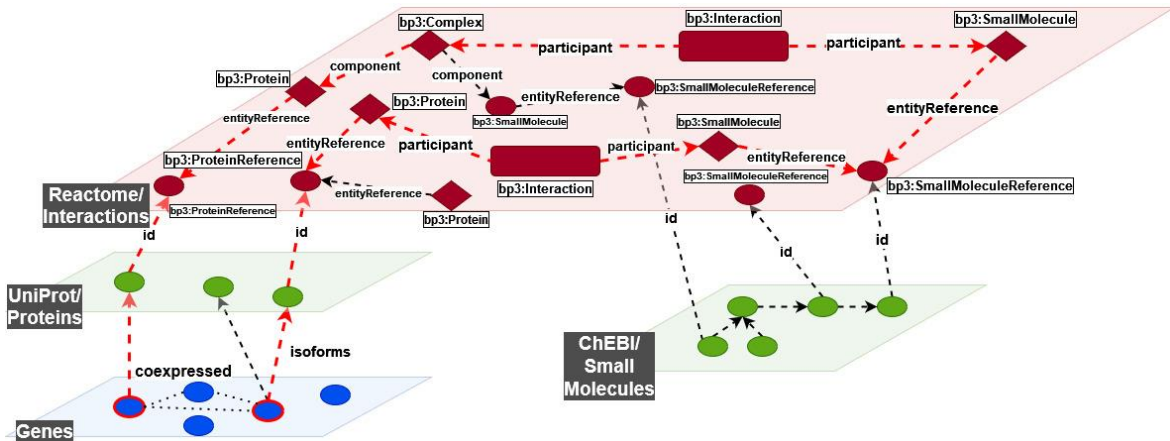 bp3:Complex
bp3:Interaction
bp3:SmallMolecule
participant
participant
component
bp3:Protein
component
entityReference
bp3:SmallMoleculeReference
bp3:Protein
bp3:SmallMolecule
entityReference
entityReference
bp3:SmallMolecule
entityReference
participant
participant
entityReference
bp3:ProteinReference
bp3:Interaction
bp3:SmallMoleculeReference
bp3:SmallMoleculeReference
entityReference
Reactome/
Interactions
bp3:ProteinReference
bp3:Protein
id
id
id
id
id
UniProt/
Proteins
isoforms
ChEBI/
Small
Molecules
coexpressed
Genes